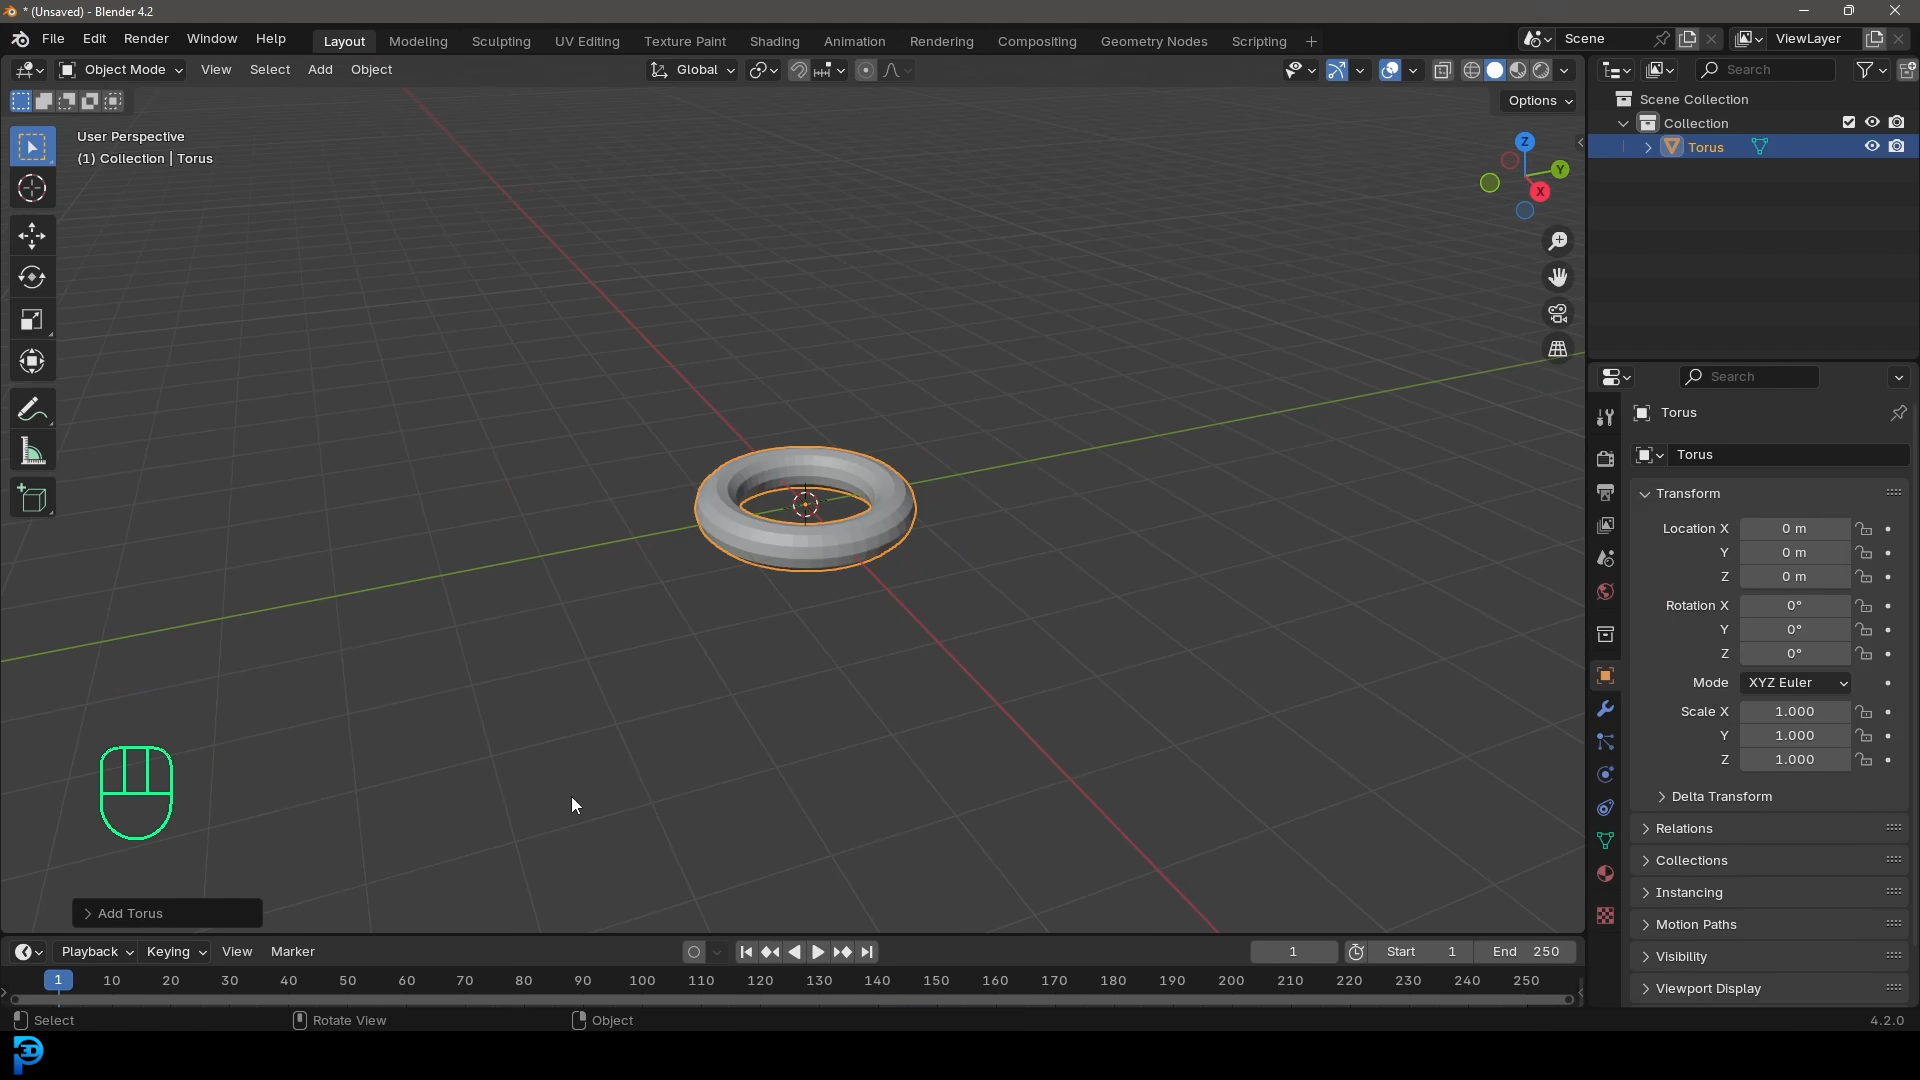 * (Unsaved) - Blender 4.2
File Edit Render Window Help Layout Modeling Sculpting UV Editing Texture Paint Shading Animation Rendering Compositing Geometry Nodes Scripting + Scene ViewLayer
Object Mode View Select Add Object Global Search
Options
Scene Collection
Collection
Torus
User Perspective
(1) Collection | Torus
Z
Y
X
Search
Torus
Torus
Transform
Location X 0 m
Y 0 m
Z 0 m
Rotation X 0°
Y 0°
Z 0°
Mode XYZ Euler
Scale X 1.000
Y 1.000
Z 1.000
Delta Transform
Relations
Collections
Instancing
Motion Paths
Visibility
Viewport Display
Add Torus
Playback Keying View Marker 1 Start 1 End 250
1 10 20 30 40 50 60 70 80 90 100 110 120 130 140 150 160 170 180 190 200 210 220 230 240 250
Select Rotate View Object 4.2.0